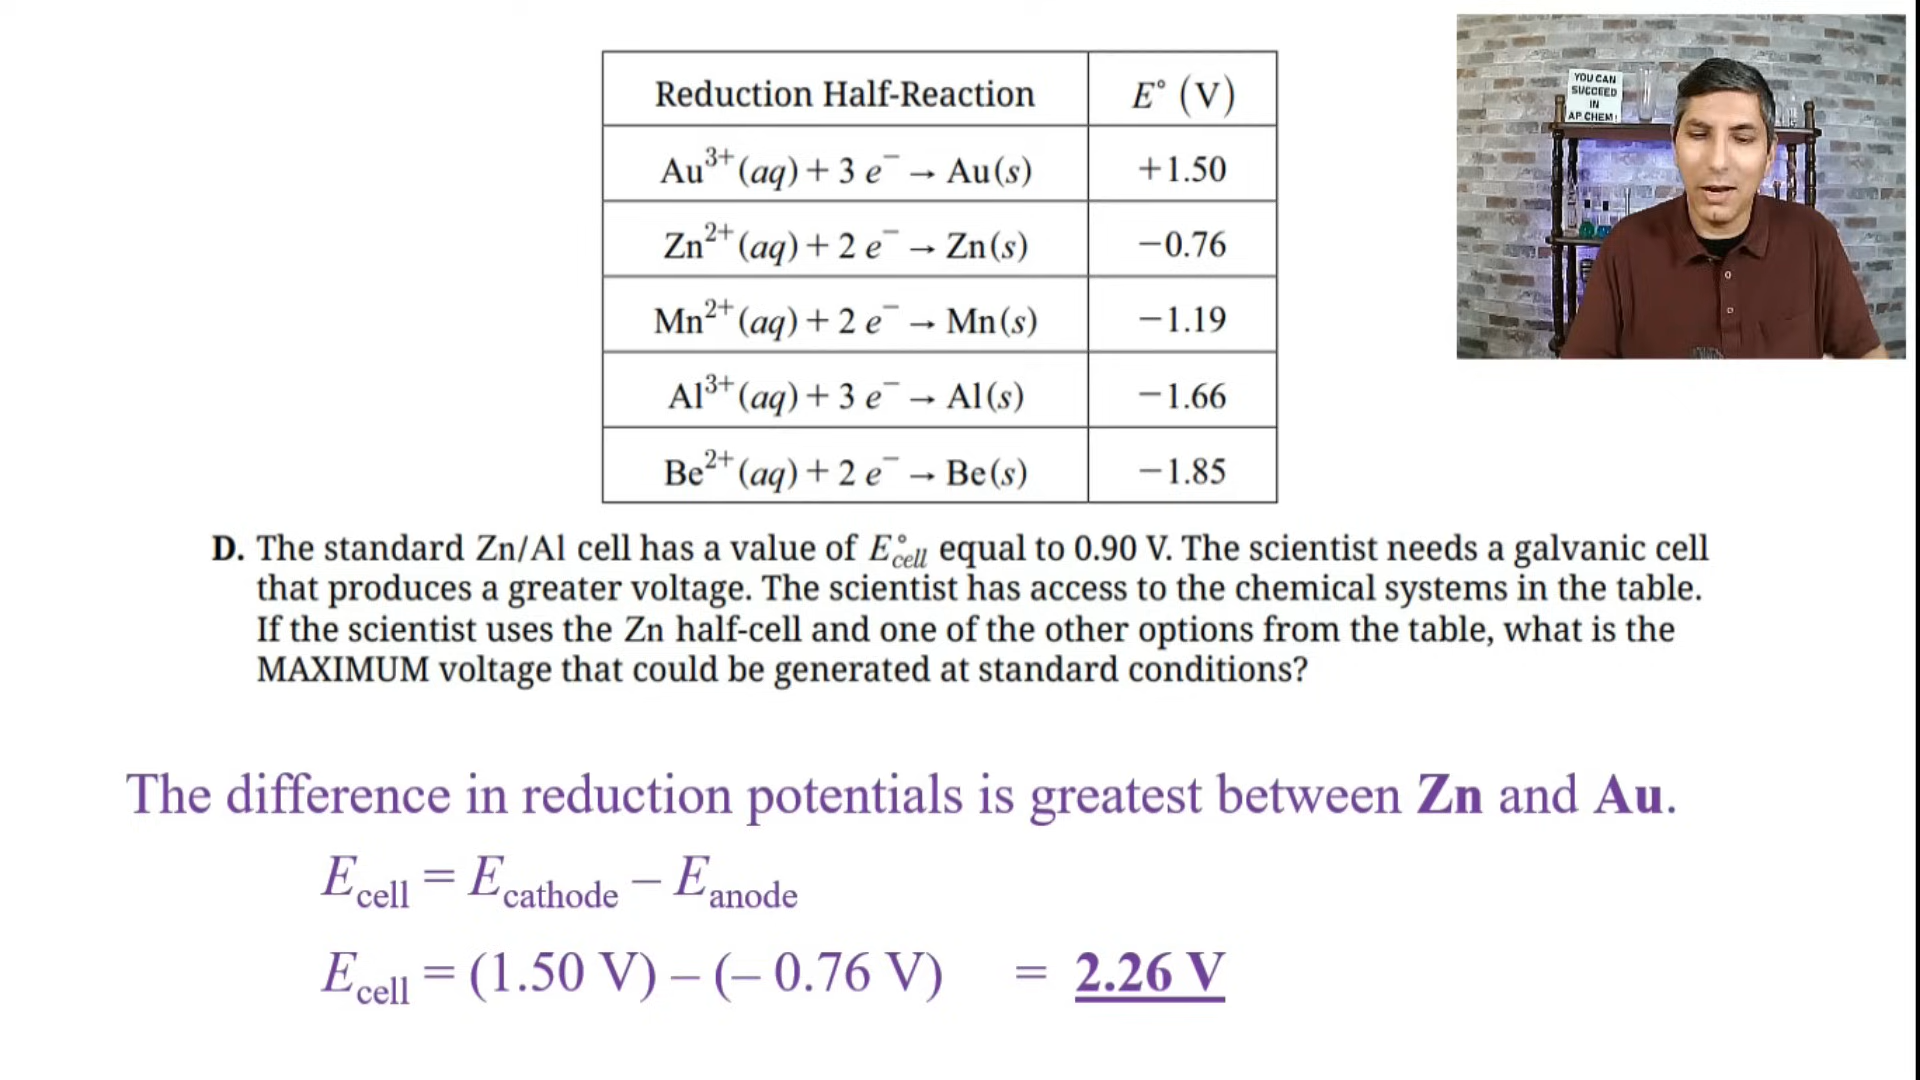 Reduction Half-Reaction E° (V)
Au³⁺(aq) + 3 e⁻ → Au(s) +1.50
Zn²⁺(aq) + 2 e⁻ → Zn(s) −0.76
Mn²⁺(aq) + 2 e⁻ → Mn(s) −1.19
Al³⁺(aq) + 3 e⁻ → Al(s) −1.66
Be²⁺(aq) + 2 e⁻ → Be(s) −1.85
YOU CAN
SUCCEED
IN
AP CHEM!
D. The standard Zn/Al cell has a value of E°cell equal to 0.90 V. The scientist needs a galvanic cell
that produces a greater voltage. The scientist has access to the chemical systems in the table.
If the scientist uses the Zn half-cell and one of the other options from the table, what is the
MAXIMUM voltage that could be generated at standard conditions?
The difference in reduction potentials is greatest between Zn and Au.
Ecell = Ecathode – Eanode
Ecell = (1.50 V) – (– 0.76 V) = 2.26 V